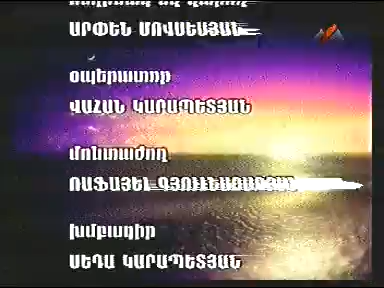 ԱՐՓԵՆ ՄՈՎՍԵՍՅԱՆ
օպերատոր
ՎԱՀԱՆ ԿԱՐԱՊԵՏՅԱՆ
մոնտաժող
ՌԱՖԱՅԵԼ
խմբագիր
ՍԵԴԱ ԿԱՐԱՊԵՏՅԱՆ